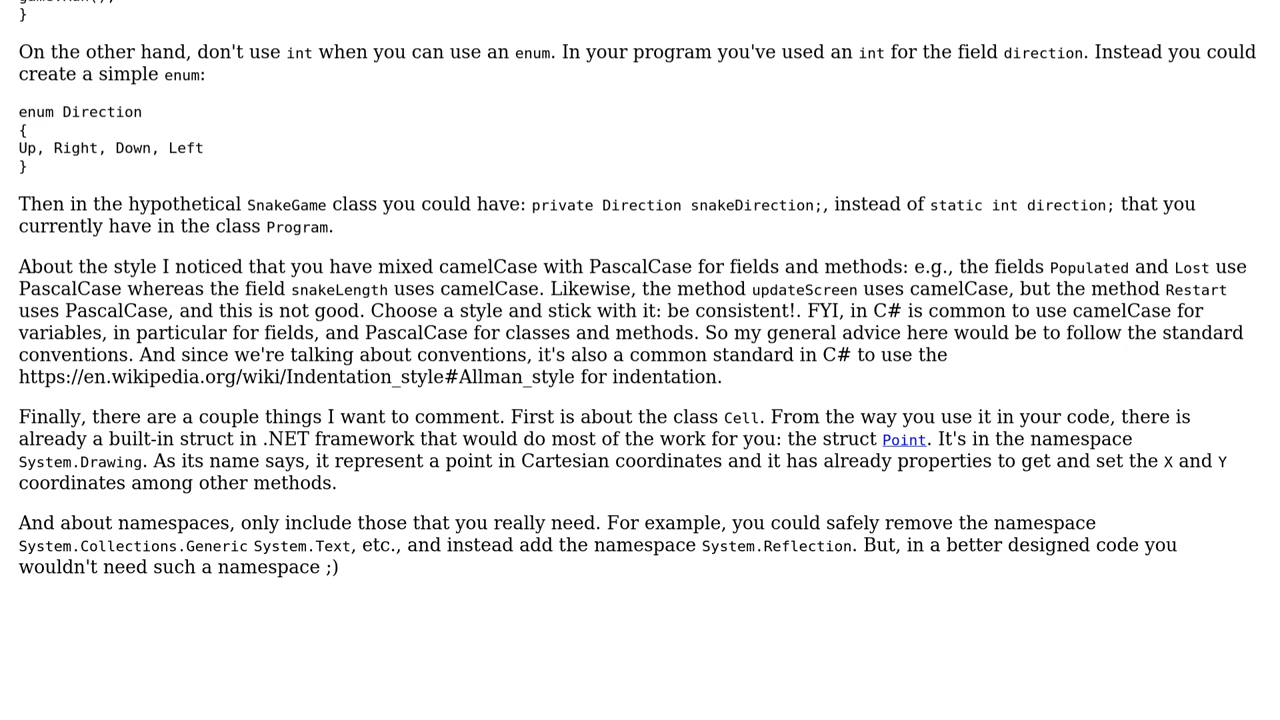 }
On the other hand, don't use int when you can use an enum. In your program you've used an int for the field direction. Instead you could
create a simple enum:
enum Direction
{
Up, Right, Down, Left
}
Then in the hypothetical SnakeGame class you could have: private Direction snakeDirection;, instead of static int direction; that you
currently have in the class Program.
About the style I noticed that you have mixed camelCase with PascalCase for fields and methods: e.g., the fields Populated and Lost use
PascalCase whereas the field snakeLength uses camelCase. Likewise, the method updateScreen uses camelCase, but the method Restart
uses PascalCase, and this is not good. Choose a style and stick with it: be consistent!. FYI, in C# is common to use camelCase for
variables, in particular for fields, and PascalCase for classes and methods. So my general advice here would be to follow the standard
conventions. And since we're talking about conventions, it's also a common standard in C# to use the
https://en.wikipedia.org/wiki/Indentation_style#Allman_style for indentation.
Finally, there are a couple things I want to comment. First is about the class Cell. From the way you use it in your code, there is
already a built-in struct in .NET framework that would do most of the work for you: the struct Point. It's in the namespace
System.Drawing. As its name says, it represent a point in Cartesian coordinates and it has already properties to get and set the X and Y
coordinates among other methods.
And about namespaces, only include those that you really need. For example, you could safely remove the namespace
System.Collections.Generic System.Text, etc., and instead add the namespace System.Reflection. But, in a better designed code you
wouldn't need such a namespace ;)